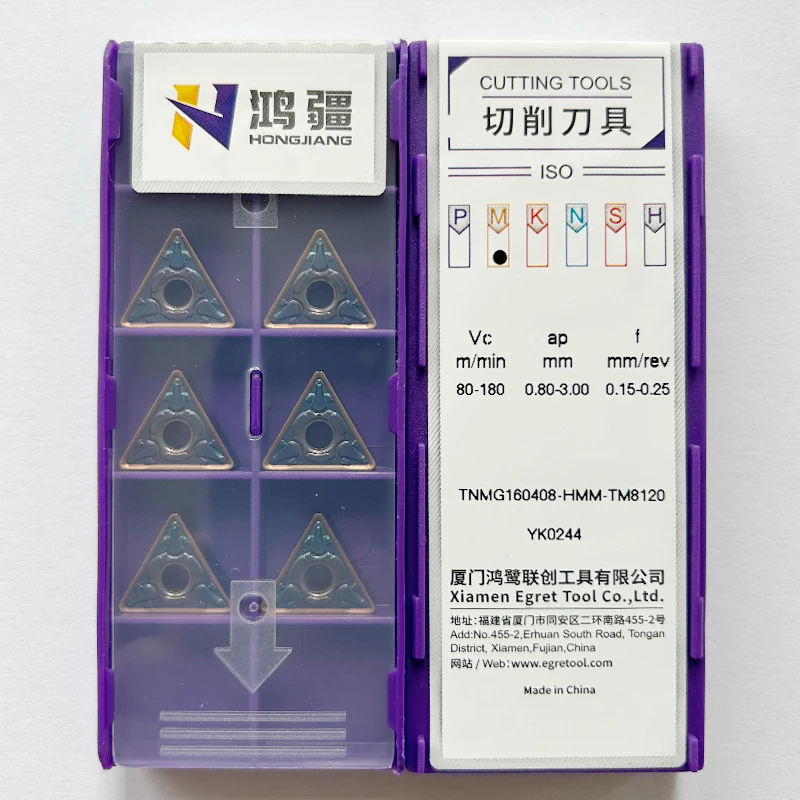 鸿疆
HONGJIANG
CUTTING TOOLS
切削刀具
ISO
P M K N S H
Vc ap f
m/min mm mm/rev
80-180 0.80-3.00 0.15-0.25
TNMG160408-HMM-TM8120
YK0244
厦门鸿鹭联创工具有限公司
Xiamen Egret Tool Co.,Ltd.
地址:福建省厦门市同安区二环南路455-2号
Add:No.455-2,Erhuan South Road, Tongan
District, Xiamen,Fujian,China
网站 / Web:www.egretool.com
Made in China